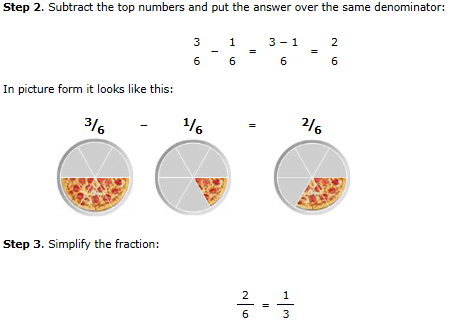 Step 2. Subtract the top numbers and put the answer over the same denominator:
3/6 – 1/6 = 3 – 1/6 = 2/6
In picture form it looks like this:
3/6 – 1/6 = 2/6
Step 3. Simplify the fraction:
2/6 = 1/3